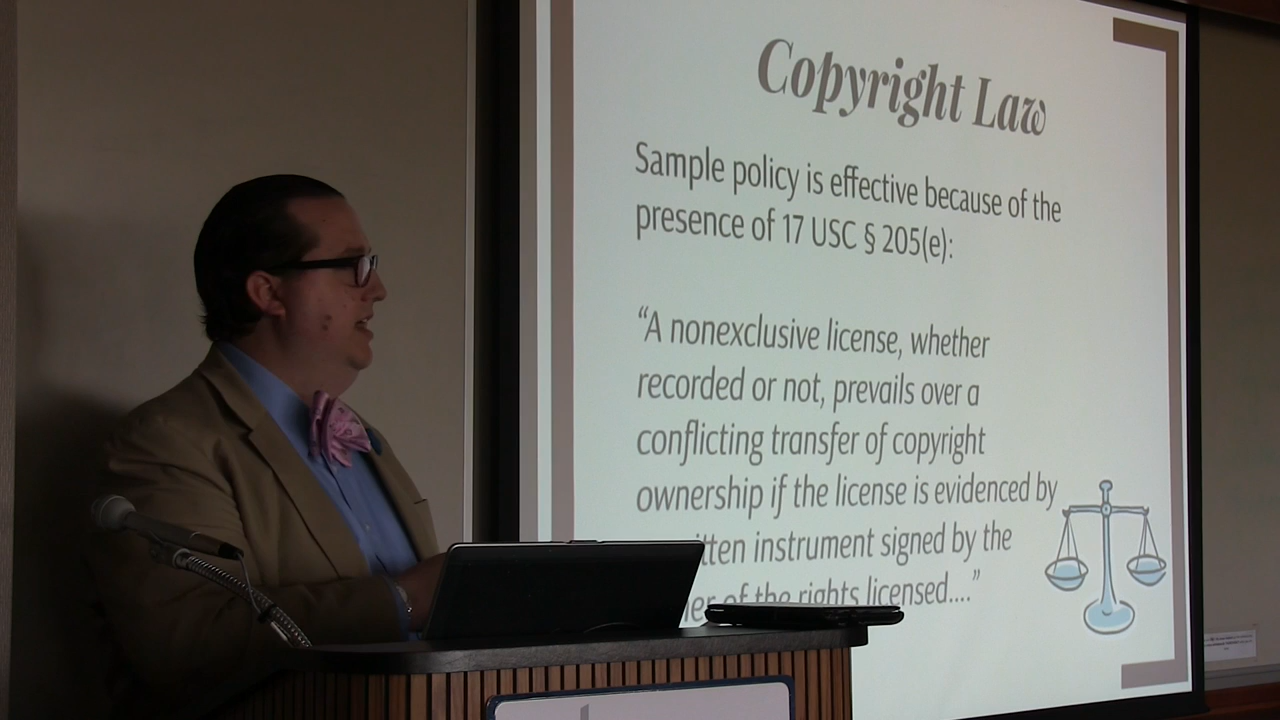 Copyright Law
Sample policy is effective because of the
presence of 17 USC § 205(e):
“A nonexclusive license, whether
recorded or not, prevails over a
conflicting transfer of copyright
ownership if the license is evidenced by
instrument signed by the
of the rights licensed....”